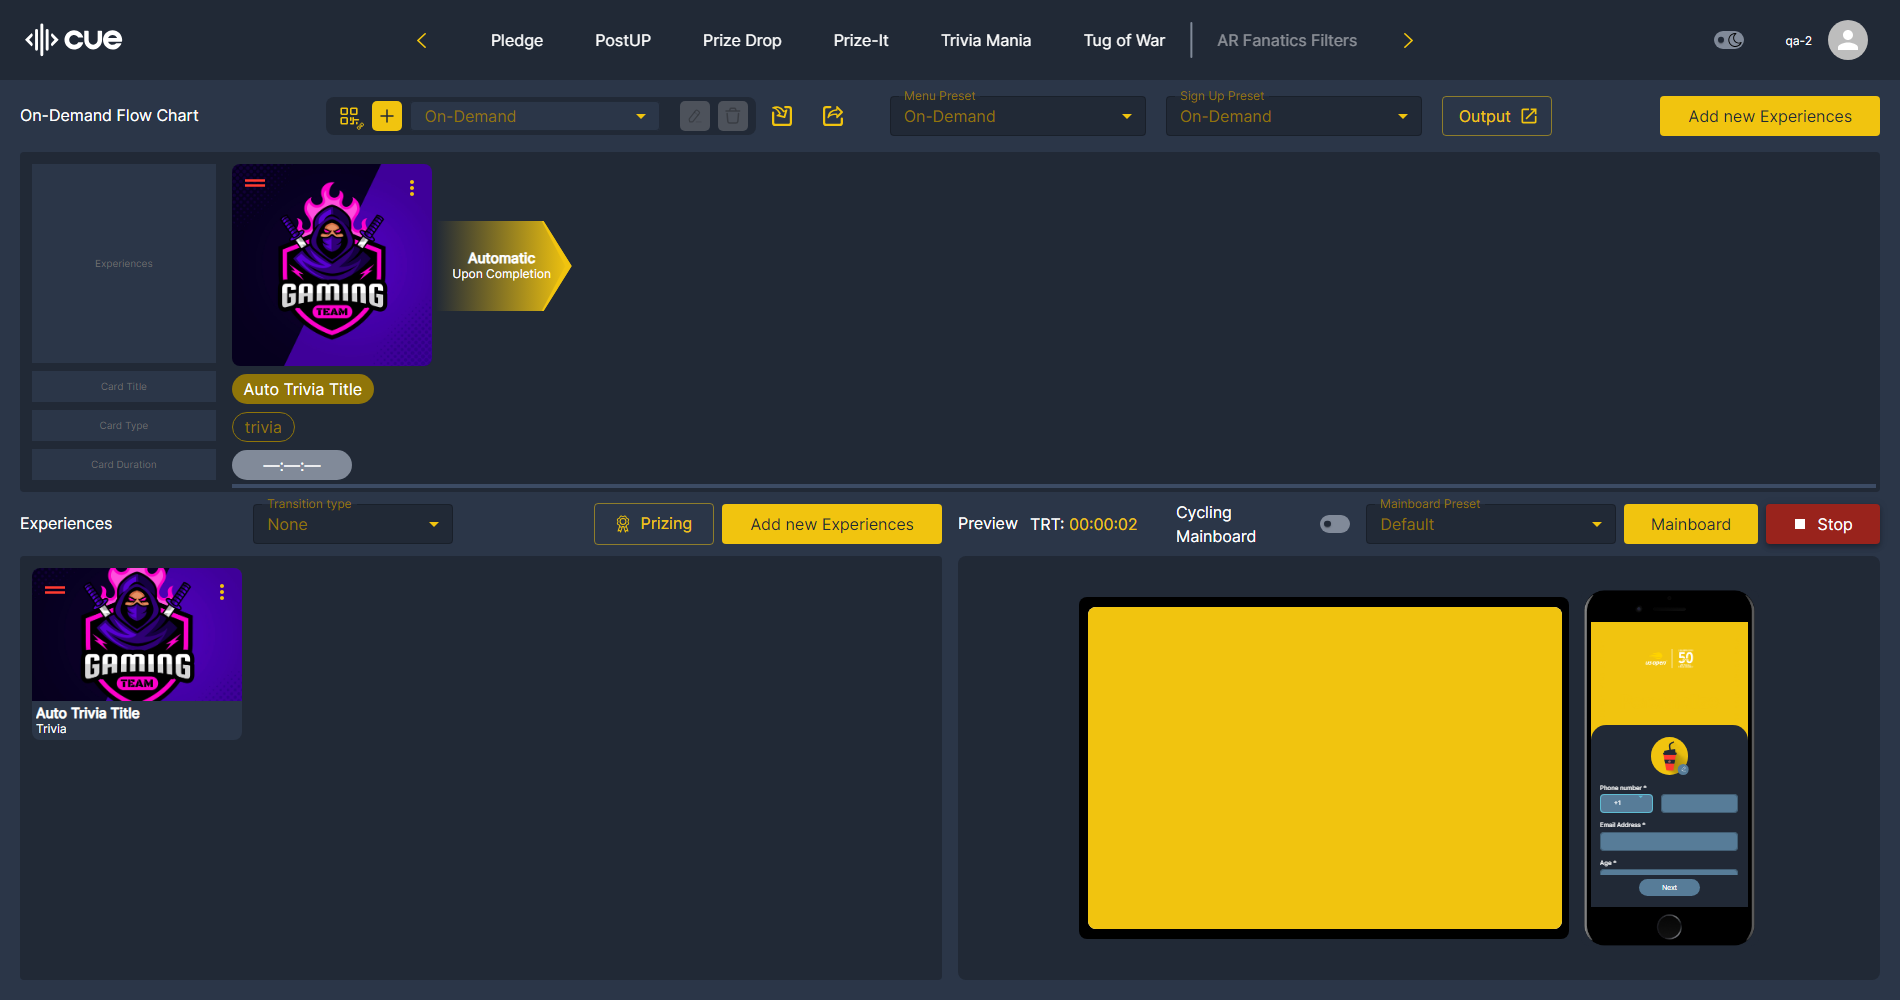 cue
Pledge
PostUP
Prize Drop
Prize-It
Trivia Mania
Tug of War
AR Fanatics Filters
qa-2
On-Demand Flow Chart
On-Demand
Menu Preset
On-Demand
Sign Up Preset
On-Demand
Output
Add new Experiences
Experiences
GAMING
TEAM
Automatic
Upon Completion
Card Title
Auto Trivia Title
Card Type
trivia
Card Duration
—:—:—
Experiences
Transition type
None
Prizing
Add new Experiences
Preview
TRT: 00:00:02
Cycling
Mainboard
Mainboard Preset
Default
Mainboard
Stop
GAMING
TEAM
Auto Trivia Title
Trivia
50
Phone number *
+1
Email Address *
Age *
Next